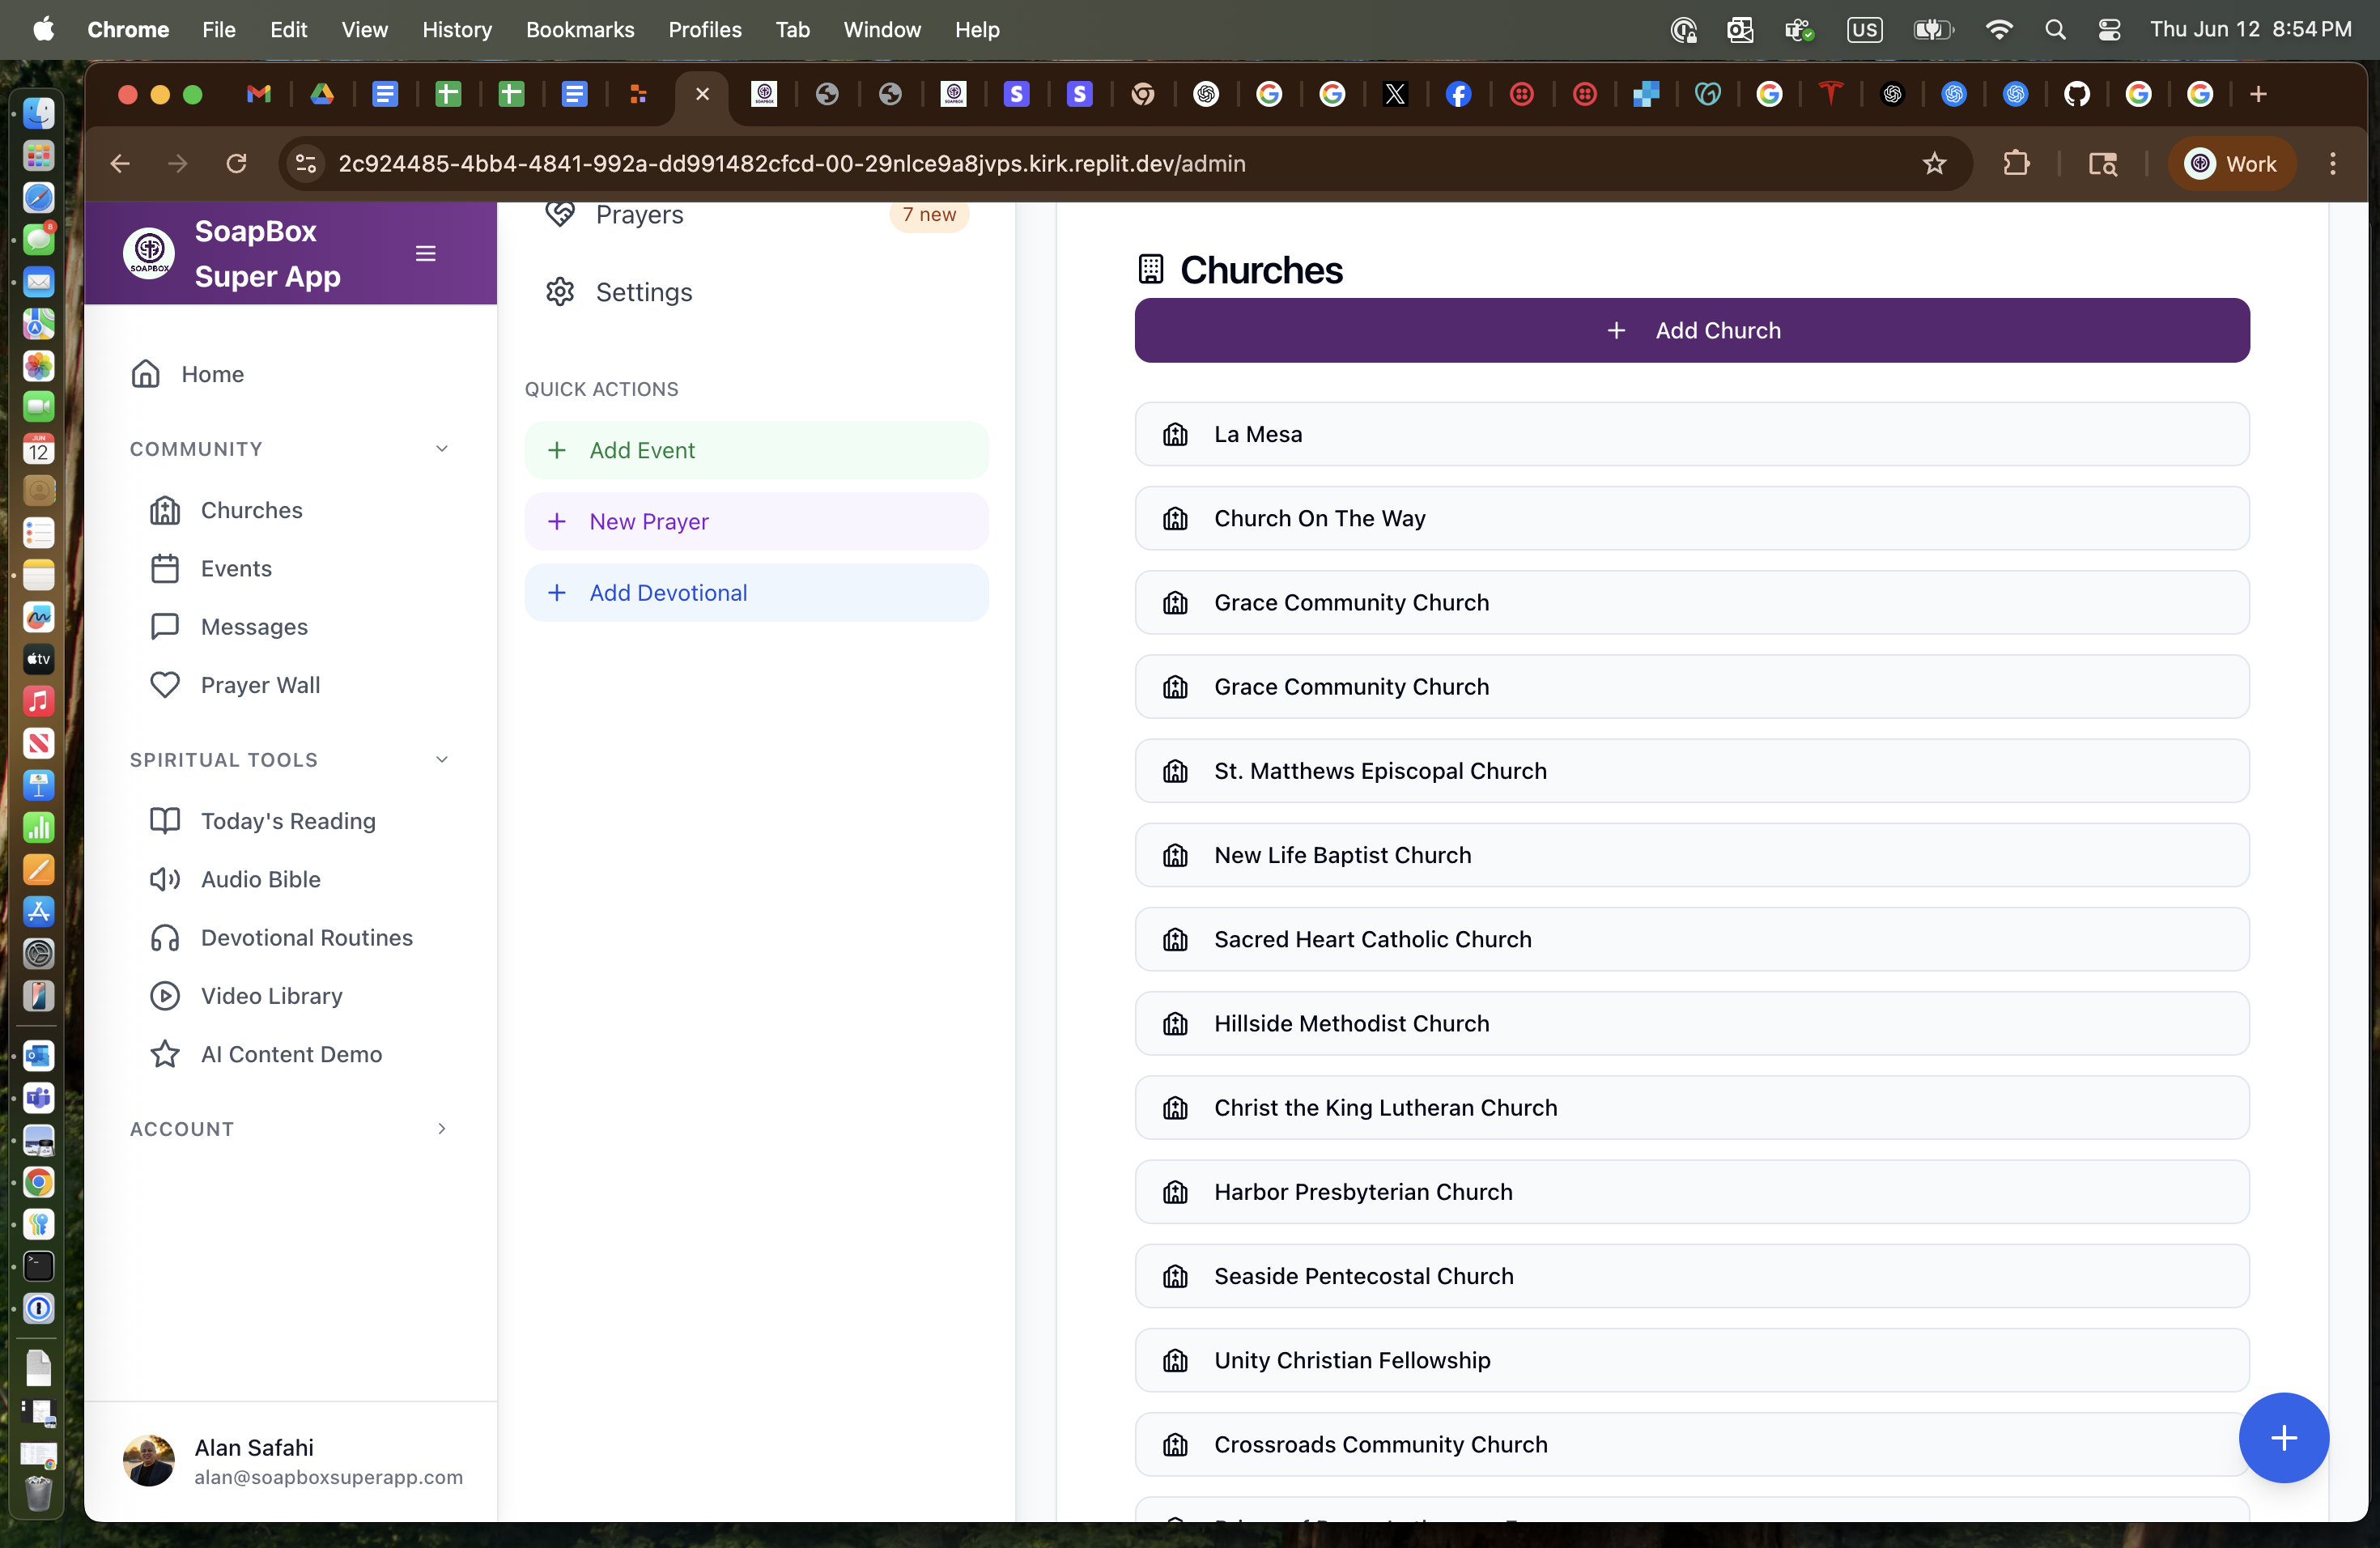 Chrome File Edit View History Bookmarks Profiles Tab Window Help
US
Thu Jun 12 8:54 PM
2c924485-4bb4-4841-992a-dd991482cfcd-00-29nlce9a8jvps.kirk.replit.dev/admin
Work
8
JUN
12
tv
SOAPBOX
SoapBox
Super App
Home
COMMUNITY
Churches
Events
Messages
Prayer Wall
SPIRITUAL TOOLS
Today's Reading
Audio Bible
Devotional Routines
Video Library
AI Content Demo
ACCOUNT
Alan Safahi
alan@soapboxsuperapp.com
Prayers
7 new
Settings
QUICK ACTIONS
+ Add Event
+ New Prayer
+ Add Devotional
Churches
+ Add Church
La Mesa
Church On The Way
Grace Community Church
Grace Community Church
St. Matthews Episcopal Church
New Life Baptist Church
Sacred Heart Catholic Church
Hillside Methodist Church
Christ the King Lutheran Church
Harbor Presbyterian Church
Seaside Pentecostal Church
Unity Christian Fellowship
Crossroads Community Church